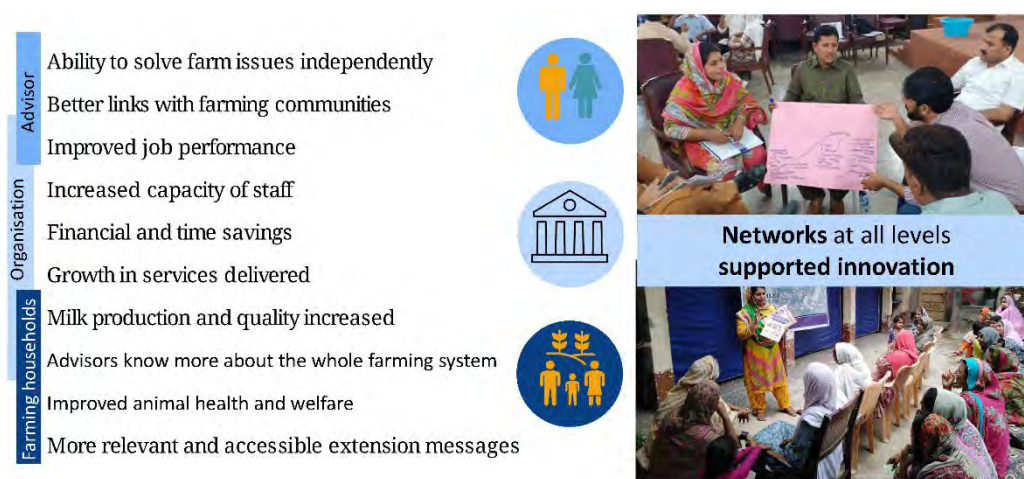 Advisor
Ability to solve farm issues independently
Better links with farming communities
Improved job performance
Organisation
Increased capacity of staff
Financial and time savings
Growth in services delivered
Farming households
Milk production and quality increased
Advisors know more about the whole farming system
Improved animal health and welfare
More relevant and accessible extension messages
Networks at all levels
supported innovation